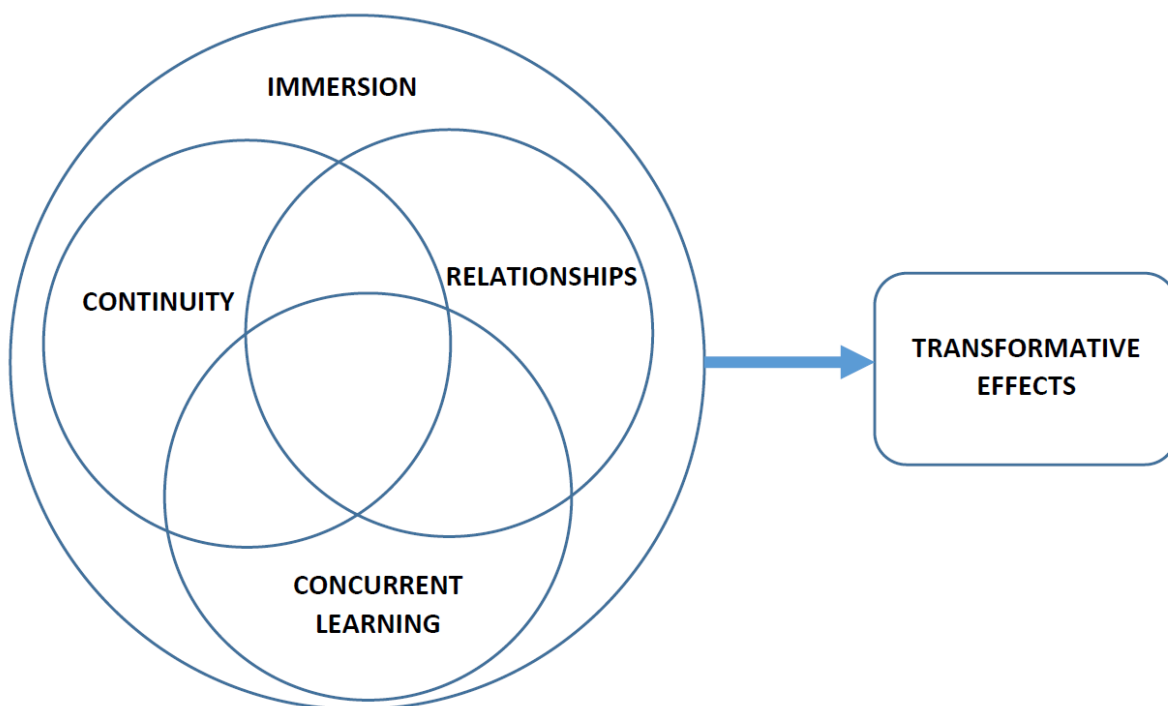 IMMERSION
CONTINUITY
RELATIONSHIPS
CONCURRENT
LEARNING
TRANSFORMATIVE
EFFECTS